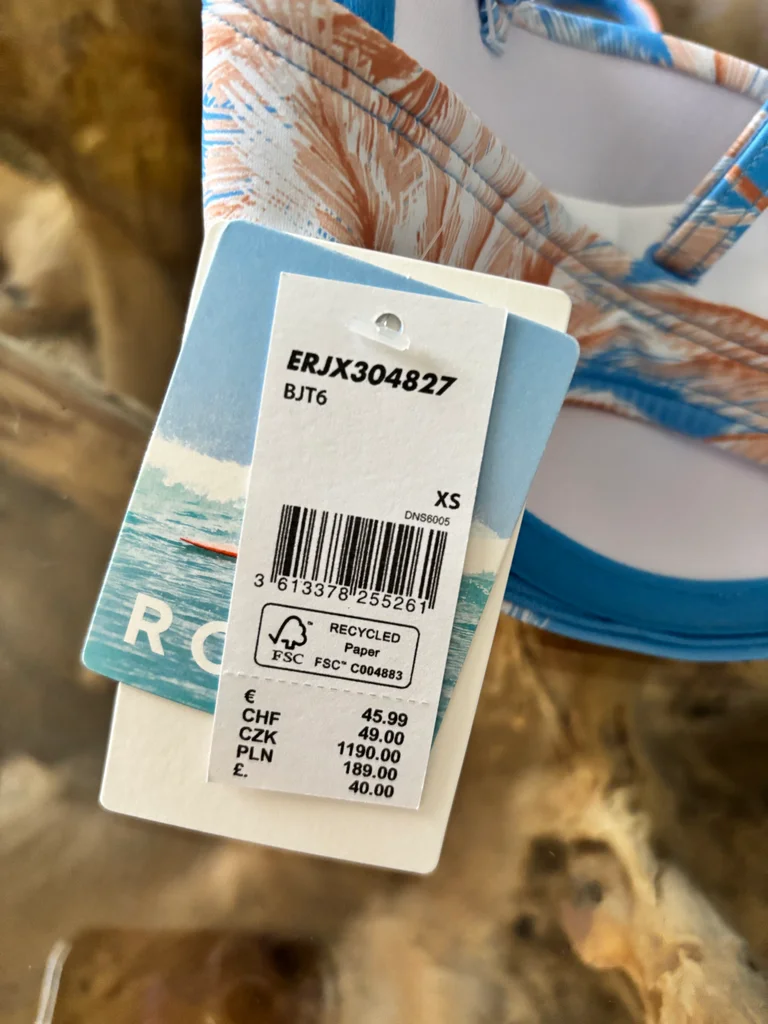 ERJX304827
BJT6
XS
DNS6005
3 613378 255261
RECYCLED
Paper
FSC™ C004883
FSC
€ 45.99
CHF 49.00
CZK 1190.00
PLN 189.00
£. 40.00